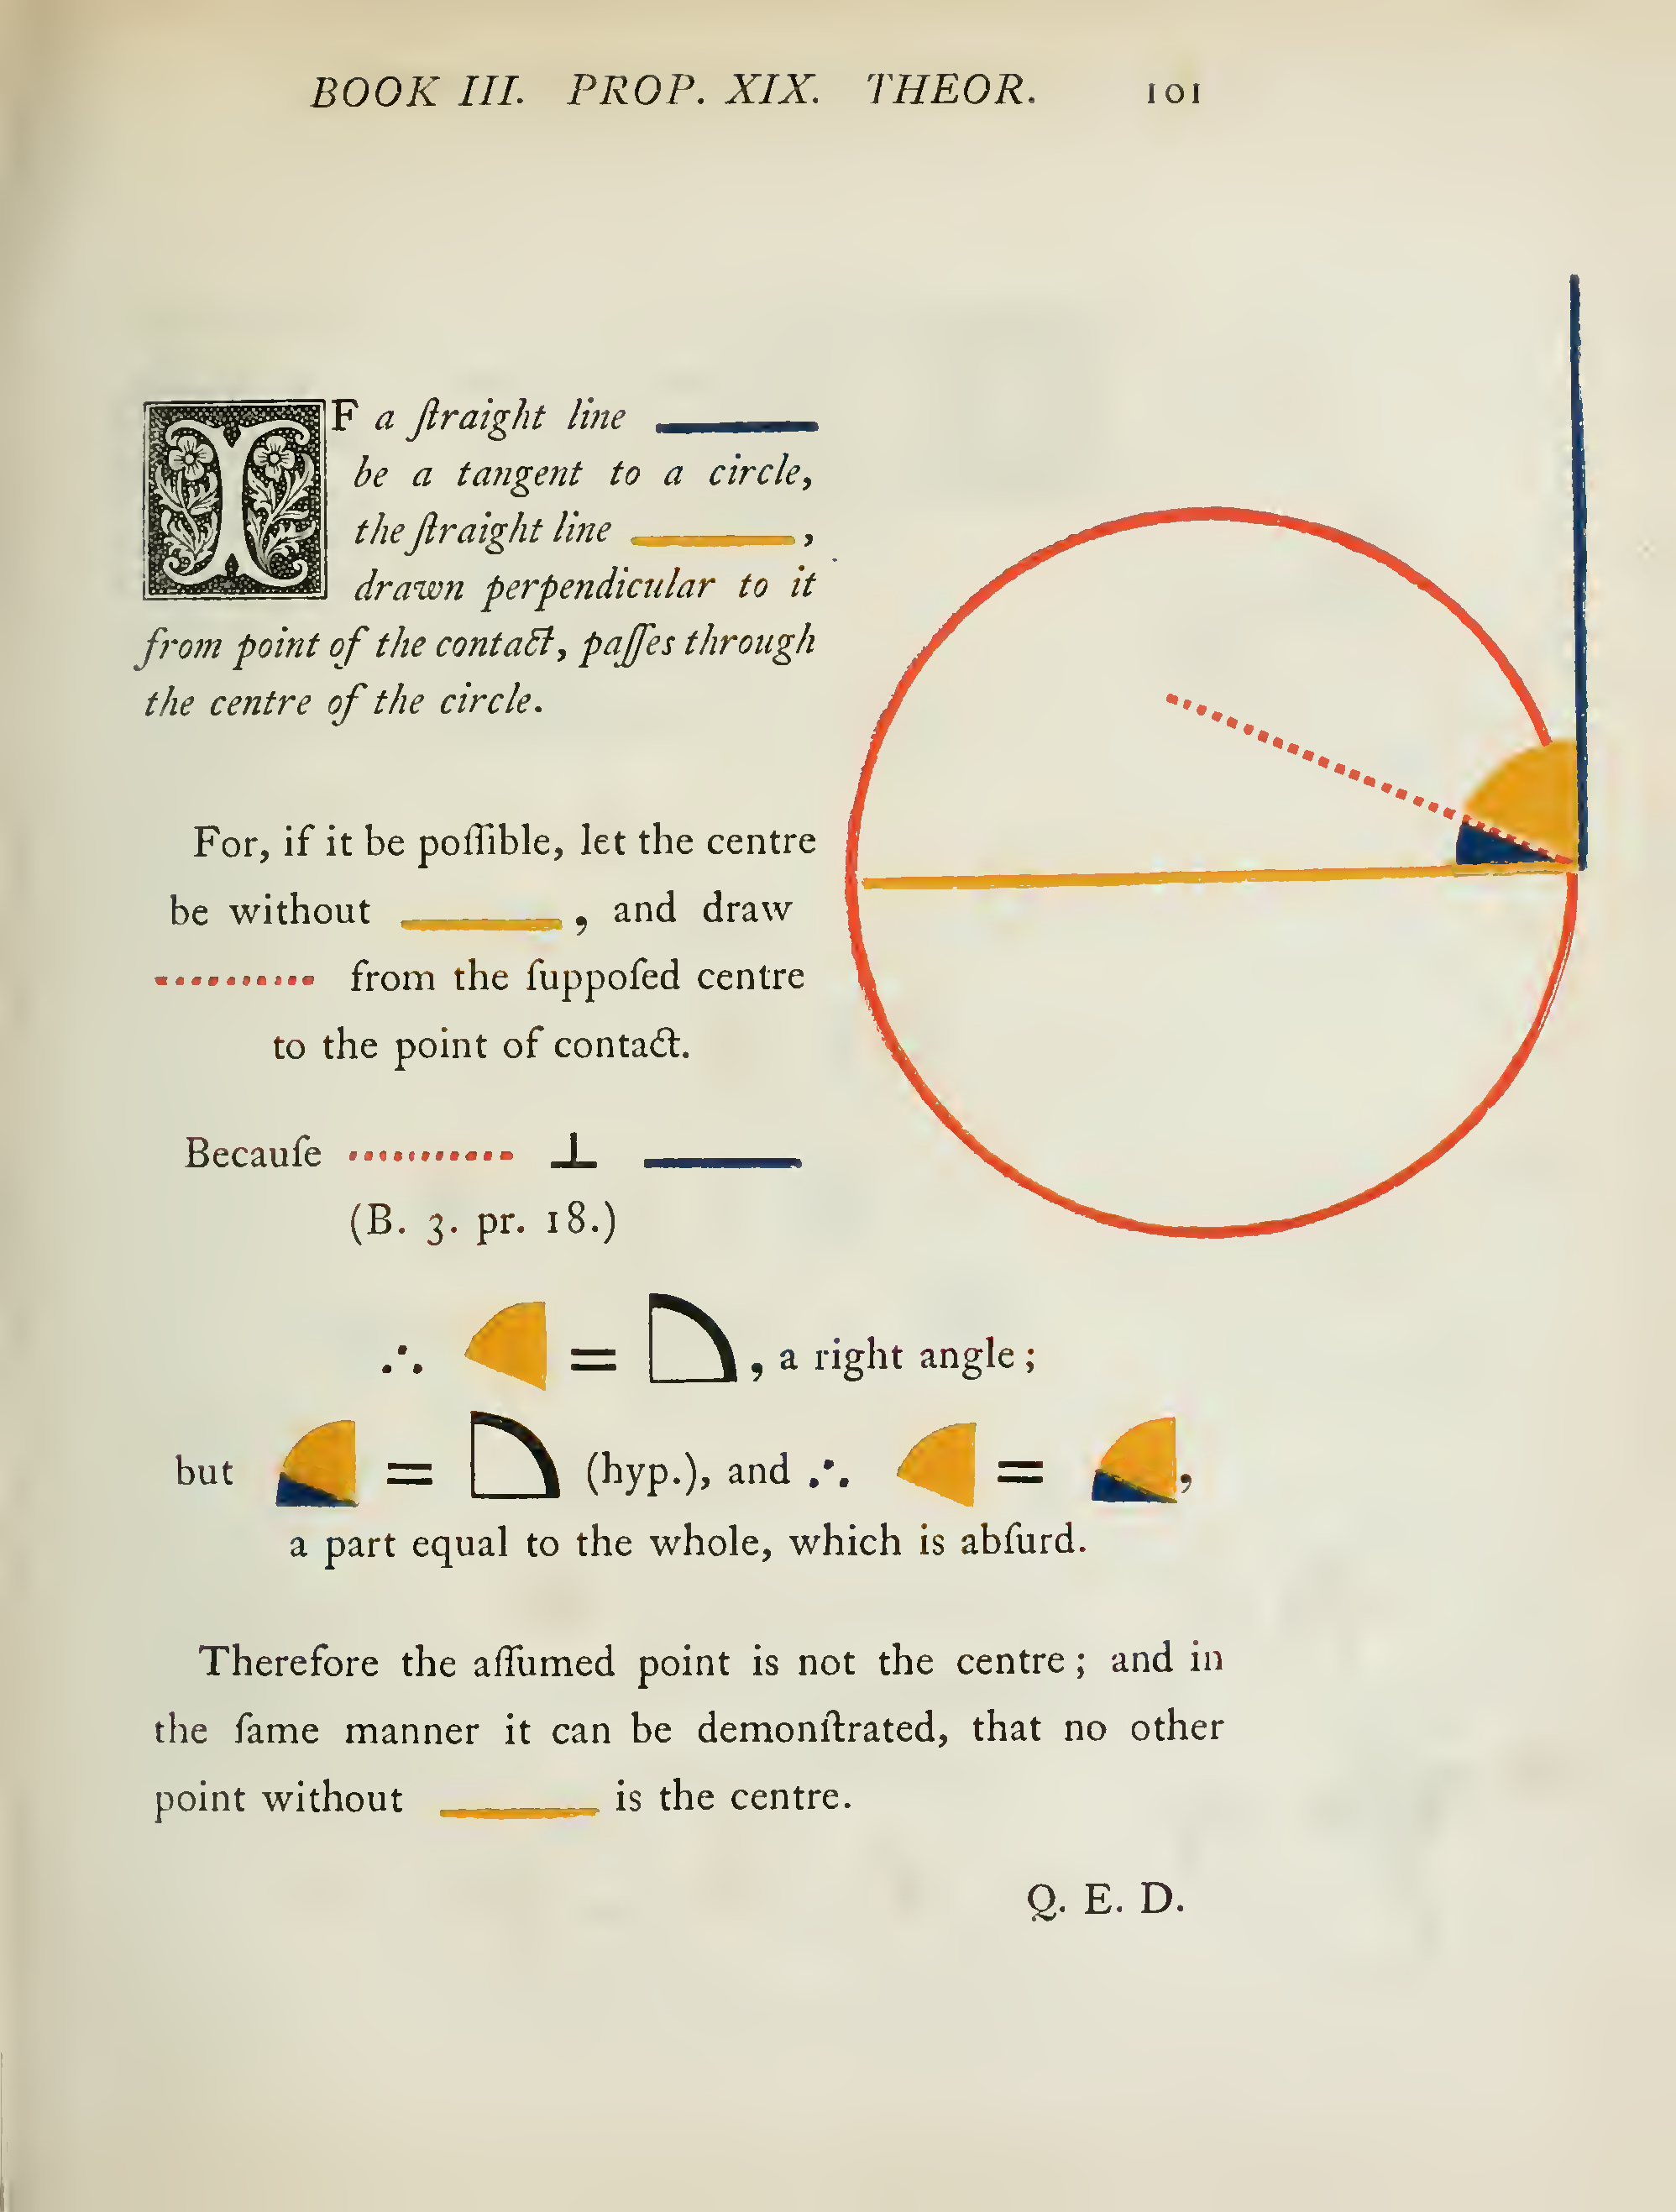 BOOK III. PROP. XIX. THEOR. 101
IF a ſtraight line
be a tangent to a circle,
the ſtraight line ,
drawn perpendicular to it
from point of the contact, paſſes through
the centre of the circle.
For, if it be poſſible, let the centre
be without , and draw
from the ſuppoſed centre
to the point of contact.
Becauſe ⊥
(B. 3. pr. 18.)
∴ = , a right angle ;
but = (hyp.), and ∴ = ,
a part equal to the whole, which is abſurd.
Therefore the aſſumed point is not the centre ; and in
the ſame manner it can be demonſtrated, that no other
point without is the centre.
Q. E. D.